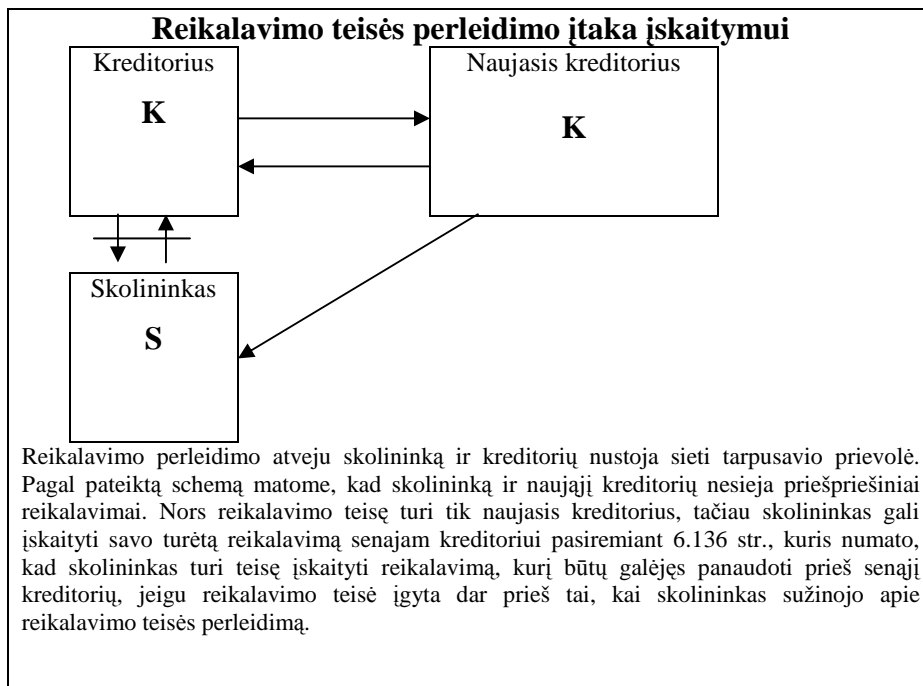 Reikalavimo teisės perleidimo įtaka įskaitymui
Kreditorius
K
Naujasis kreditorius
K
Skolininkas
S
Reikalavimo perleidimo atveju skolininką ir kreditorių nustoja sieti tarpusavio prievolė.
Pagal pateiktą schemą matome, kad skolininką ir naująjį kreditorių nesieja priešpriešiniai
reikalavimai. Nors reikalavimo teisę turi tik naujasis kreditorius, tačiau skolininkas gali
įskaityti savo turėtą reikalavimą senajam kreditoriui pasiremiant 6.136 str., kuris numato,
kad skolininkas turi teisę įskaityti reikalavimą, kurį būtų galėjęs panaudoti prieš senąjį
kreditorių, jeigu reikalavimo teisė įgyta dar prieš tai, kai skolininkas sužinojo apie
reikalavimo teisės perleidimą.